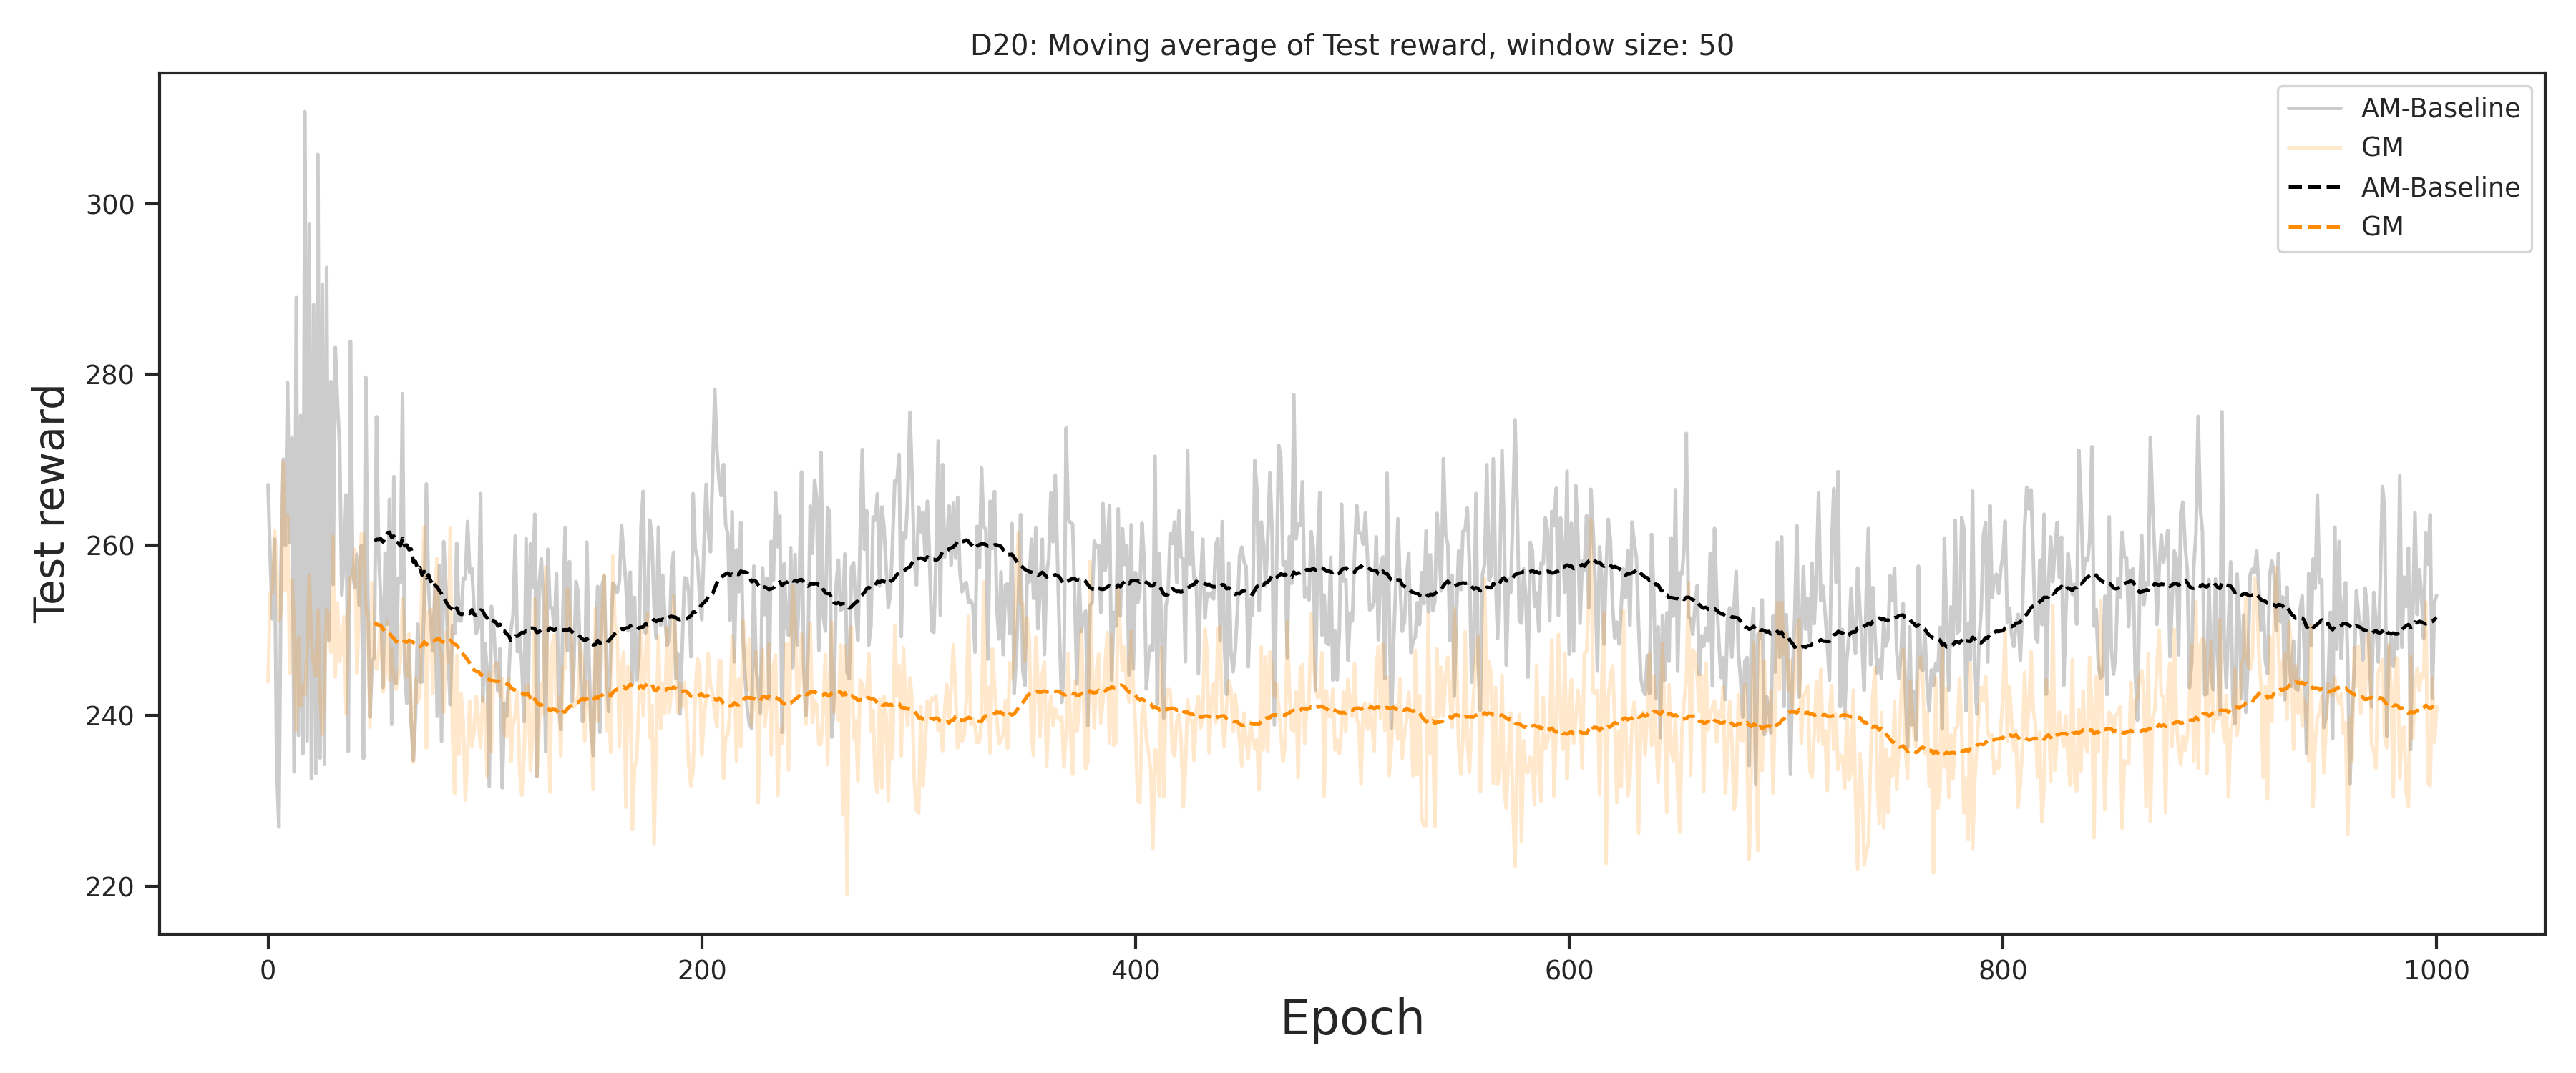 D20: Moving average of Test reward, window size: 50
AM-Baseline
GM
AM-Baseline
GM
Test reward
300
280
260
240
220
0 200 400 600 800 1000
Epoch